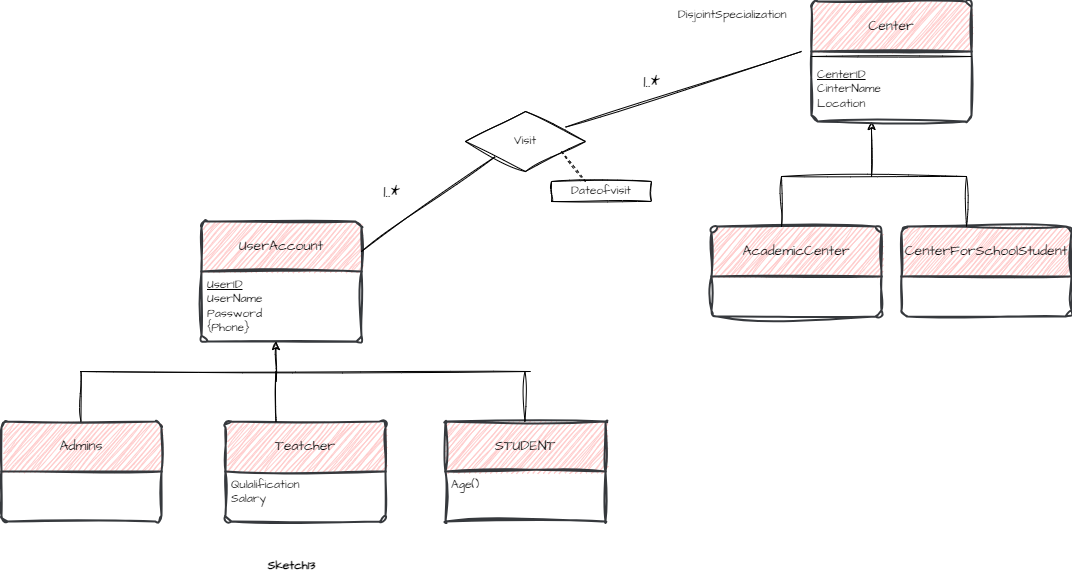 DisjointSpecialization
Center
CenterID
CinterName
Location
1..*
Visit
Dateofvisit
1..*
UserAccount
UserID
UserName
Password
{Phone}
AcademicCenter
CenterForSchoolStudent
Admins
Teatcher
Qulalification
Salary
STUDENT
Age()
Sketch13